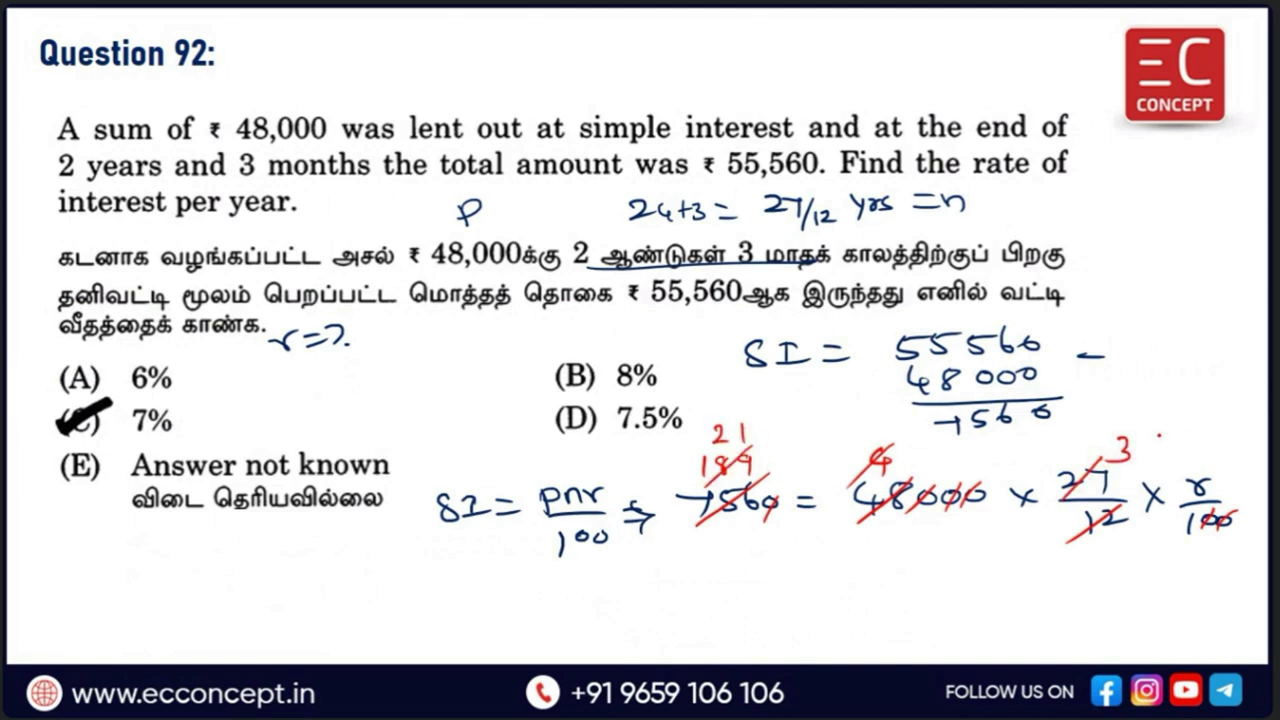 Question 92:
EC
CONCEPT
A sum of ₹ 48,000 was lent out at simple interest and at the end of
2 years and 3 months the total amount was ₹ 55,560. Find the rate of
interest per year.
P 24+3 = 27/12 yrs = n
கடனாக வழங்கப்பட்ட அசல் ₹ 48,000க்கு 2 ஆண்டுகள் 3 மாதக் காலத்திற்குப் பிறகு
தனிவட்டி மூலம் பெறப்பட்ட மொத்தத் தொகை ₹ 55,560ஆக இருந்தது எனில் வட்டி
வீதத்தைக் காண்க.
r = ?
(A) 6%
(B) 8%
(C) 7%
(D) 7.5%
(E) Answer not known
விடை தெரியவில்லை
SI = 55560 –
48000
7560
21
189
4
3
SI = pnr/100 ⇒ 7560 = 48000 × 27/12 × r/100
www.ecconcept.in
+91 9659 106 106
FOLLOW US ON